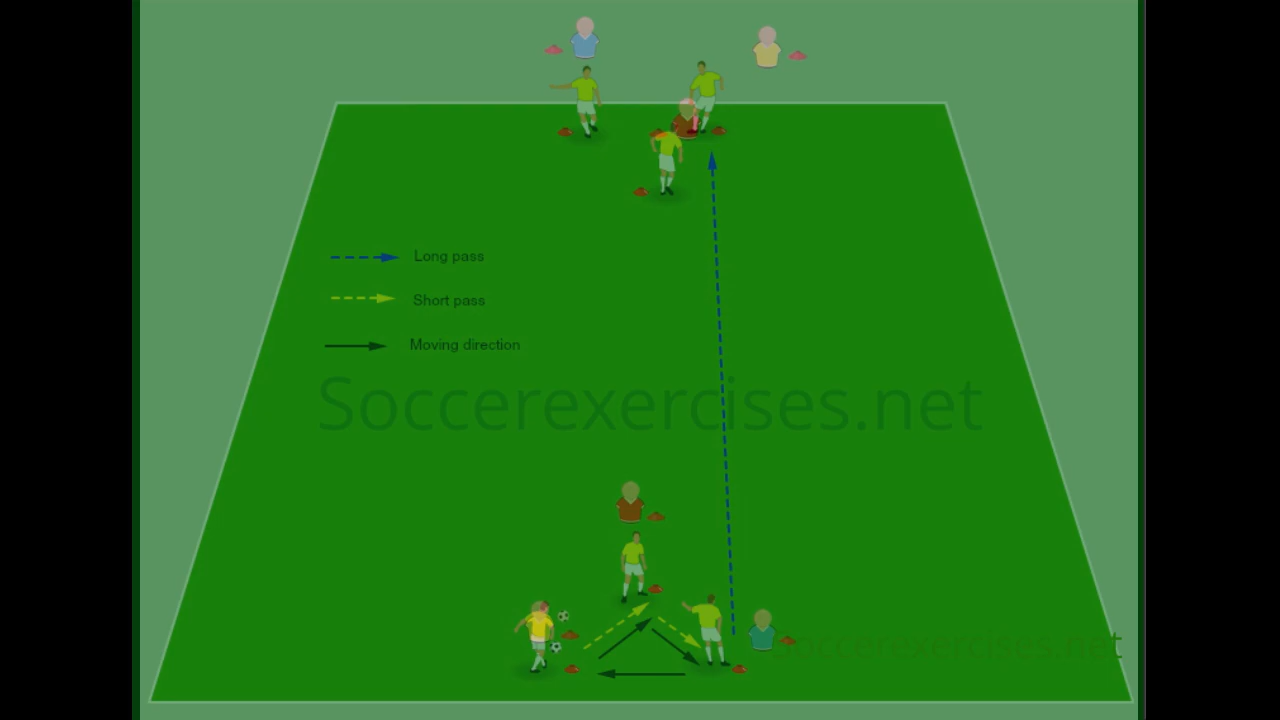 Long pass
Short pass
Moving direction
Soccerexercises.net
Soccerexercises.net